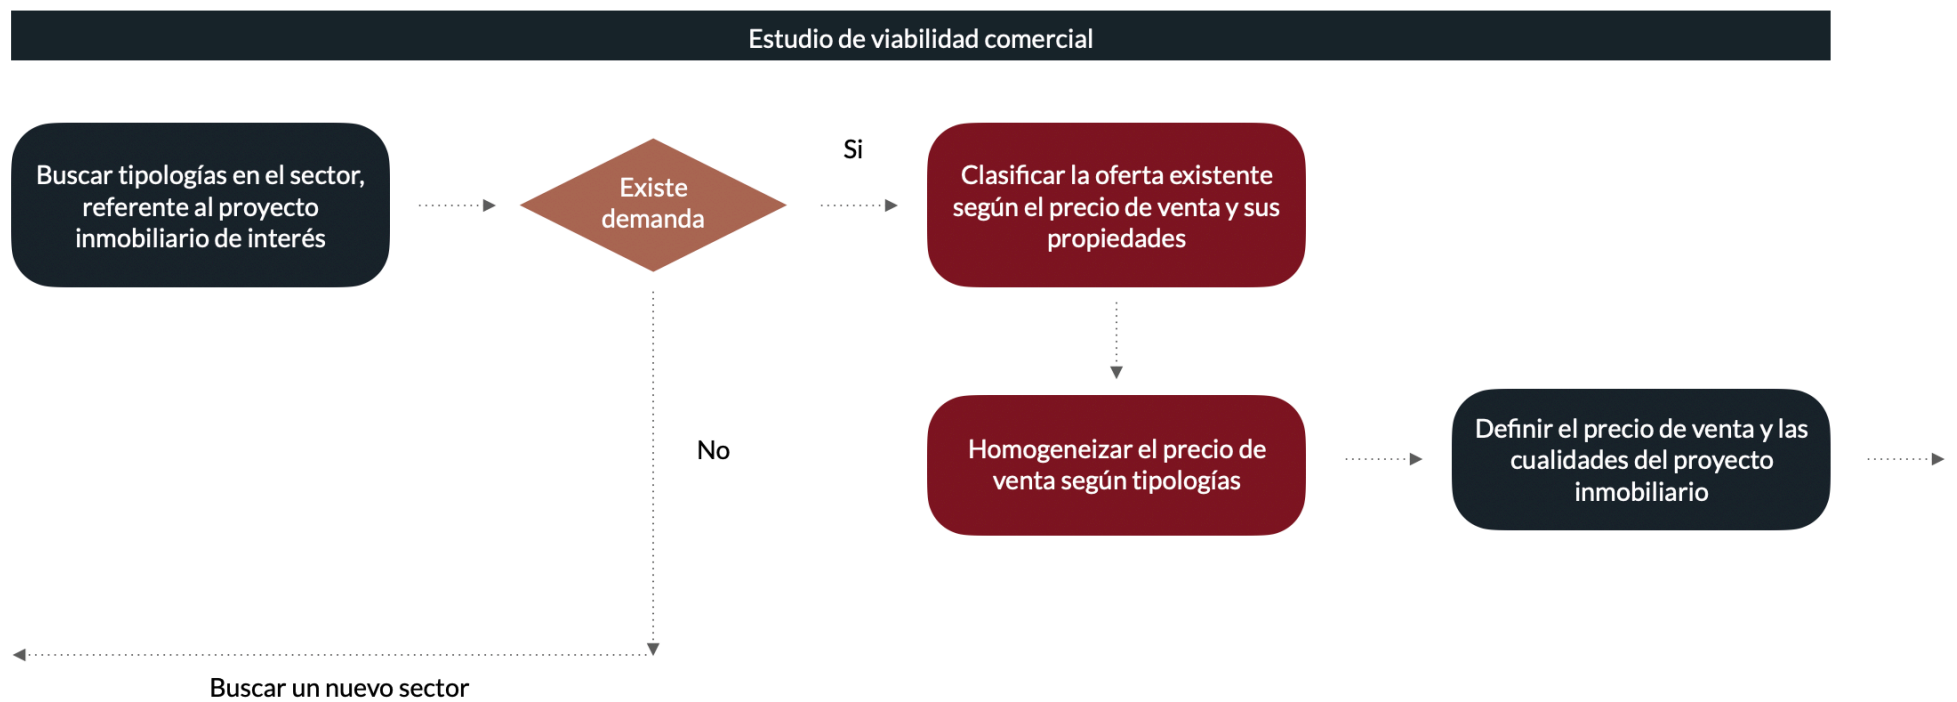 Estudio de viabilidad comercial
Buscar tipologías en el sector,
referente al proyecto
inmobiliario de interés
Existe
demanda
Si
Clasificar la oferta existente
según el precio de venta y sus
propiedades
No
Homogeneizar el precio de
venta según tipologías
Definir el precio de venta y las
cualidades del proyecto
inmobiliario
Buscar un nuevo sector